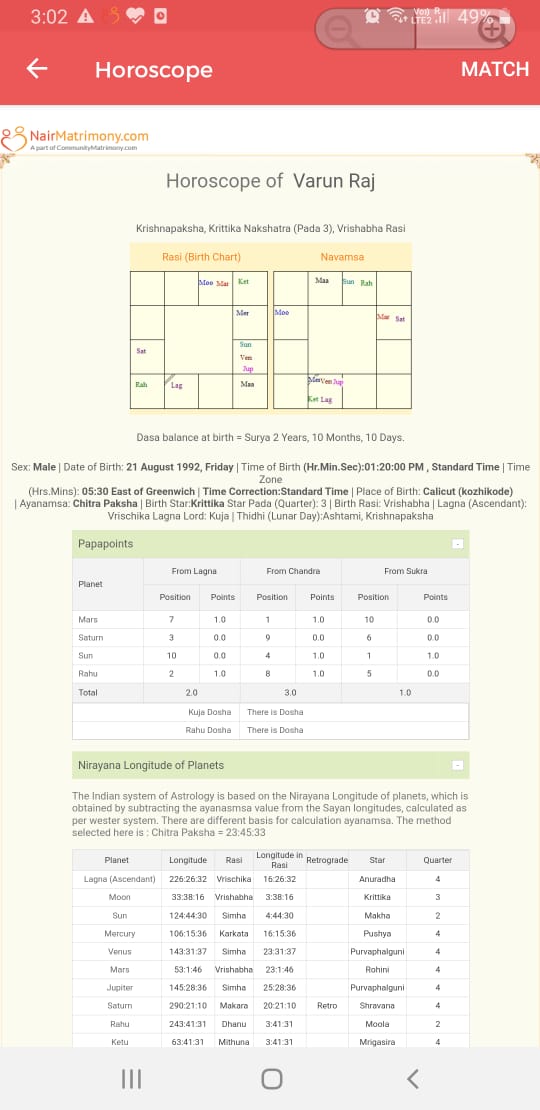 3:02
Vo)) R
LTE2
49%
Horoscope
MATCH
NairMatrimony.com
A part of CommunityMatrimony.com
Horoscope of Varun Raj
Krishnapaksha, Krittika Nakshatra (Pada 3), Vrishabha Rasi
Rasi (Birth Chart) Navamsa
Moo Mar Ket Maa Sun Rah
Mer Moo Mar Sat
Sat Sun
Ven
Jup
Rah Lag Maa Mer Ven Jup
Ket Lag
Dasa balance at birth = Surya 2 Years, 10 Months, 10 Days.
Sex: Male | Date of Birth: 21 August 1992, Friday | Time of Birth (Hr.Min.Sec):01:20:00 PM , Standard Time | Time
Zone
(Hrs.Mins): 05:30 East of Greenwich | Time Correction:Standard Time | Place of Birth: Calicut (kozhikode)
| Ayanamsa: Chitra Paksha | Birth Star:Krittika Star Pada (Quarter): 3 | Birth Rasi: Vrishabha | Lagna (Ascendant):
Vrischika Lagna Lord: Kuja | Thidhi (Lunar Day):Ashtami, Krishnapaksha
Papapoints -
Planet From Lagna From Chandra From Sukra
Position Points Position Points Position Points
Mars 7 1.0 1 1.0 10 0.0
Saturn 3 0.0 9 0.0 6 0.0
Sun 10 0.0 4 1.0 1 1.0
Rahu 2 1.0 8 1.0 5 0.0
Total 2.0 3.0 1.0
Kuja Dosha There is Dosha
Rahu Dosha There is Dosha
Nirayana Longitude of Planets -
The Indian system of Astrology is based on the Nirayana Longitude of planets, which is
obtained by subtracting the ayanasmsa value from the Sayan longitudes, calculated as
per wester system. There are different basis for calculation ayanamsa. The method
selected here is : Chitra Paksha = 23:45:33
Planet Longitude Rasi Longitude in Rasi Retrograde Star Quarter
Lagna (Ascendant) 226:26:32 Vrischika 16:26:32 Anuradha 4
Moon 33:38:16 Vrishabha 3:38:16 Krittika 3
Sun 124:44:30 Simha 4:44:30 Makha 2
Mercury 106:15:36 Karkata 16:15:36 Pushya 4
Venus 143:31:37 Simha 23:31:37 Purvaphalguni 4
Mars 53:1:46 Vrishabha 23:1:46 Rohini 4
Jupiter 145:28:36 Simha 25:28:36 Purvaphalguni 4
Saturn 290:21:10 Makara 20:21:10 Retro Shravana 4
Rahu 243:41:31 Dhanu 3:41:31 Moola 2
Ketu 63:41:31 Mithuna 3:41:31 Mrigasira 4